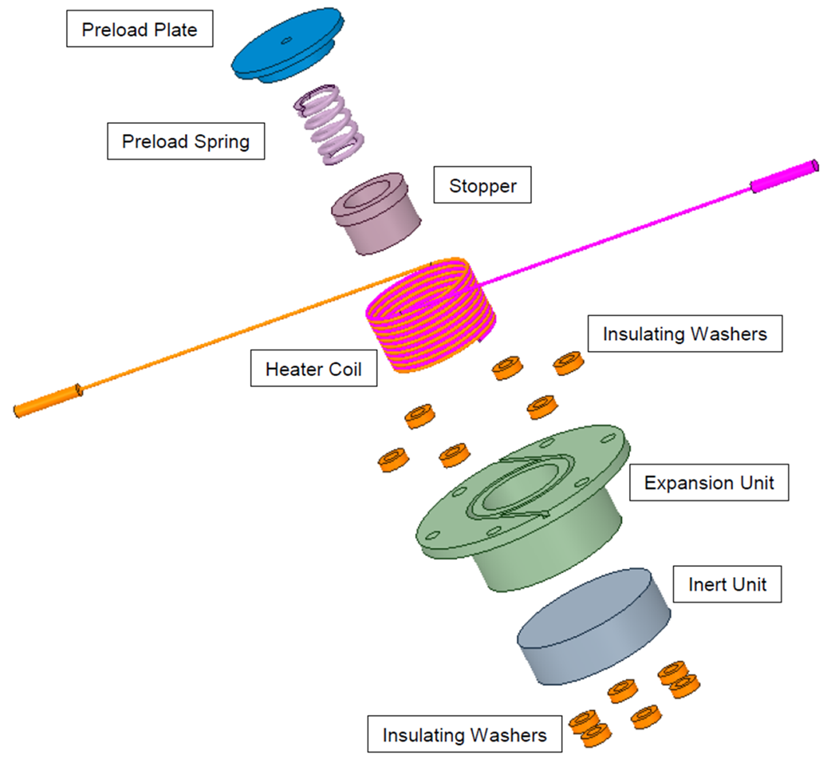 Preload Plate
Preload Spring
Stopper
Insulating Washers
Heater Coil
Expansion Unit
Inert Unit
Insulating Washers